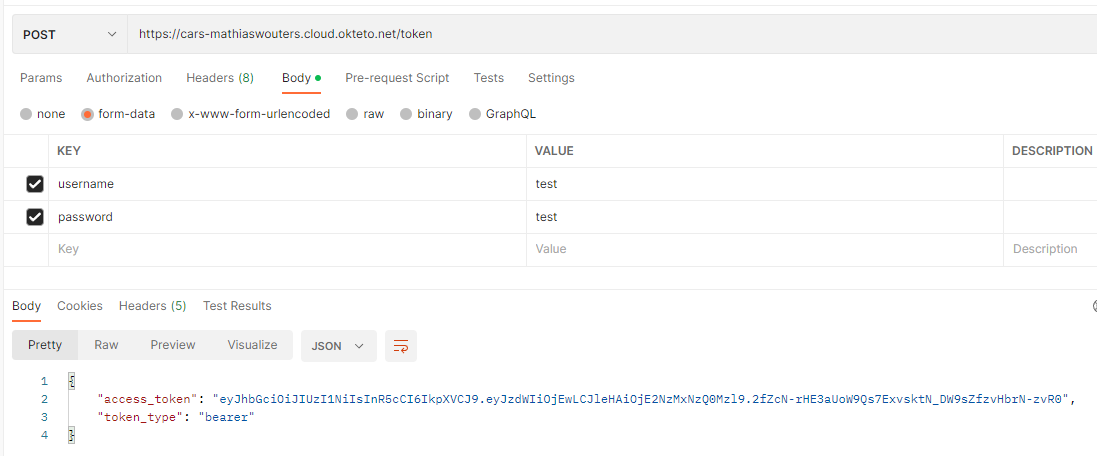 POST https://cars-mathiaswouters.cloud.okteto.net/token
Params Authorization Headers (8) Body Pre-request Script Tests Settings
none form-data x-www-form-urlencoded raw binary GraphQL
KEY VALUE DESCRIPTION
username test
password test
Key Value Description
Body Cookies Headers (5) Test Results
Pretty Raw Preview Visualize JSON
1 {
2 "access_token": "eyJhbGciOiJIUzI1NiIsInR5cCI6IkpXVCJ9.eyJzdWIiOjEwLCJleHAiOjE2NzMxNzQ0Mzl9.2fZcN-rHE3aUoW9Qs7ExvsktN_DW9sZfzvHbrN-zvR0",
3 "token_type": "bearer"
4 }